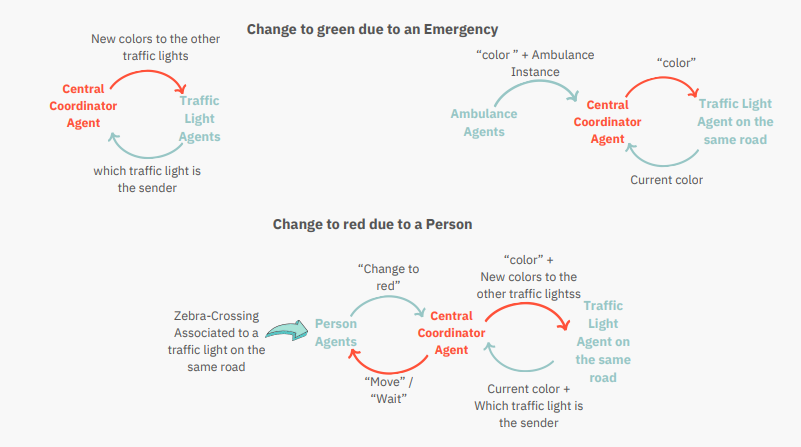 Change to green due to an Emergency
New colors to the other
traffic lights
Central
Coordinator
Agent
Traffic
Light
Agents
which traffic light is
the sender
“color ” + Ambulance
Instance
“color”
Ambulance
Agents
Central
Coordinator
Agent
Traffic Light
Agent on the
same road
Current color
Change to red due to a Person
“Change to
red”
“color” +
New colors to the
other traffic lightss
Zebra-Crossing
Associated to a
traffic light on the
same road
Person
Agents
Central
Coordinator
Agent
Traffic
Light
Agent on
the same
road
“Move” /
“Wait”
Current color +
Which traffic light is
the sender